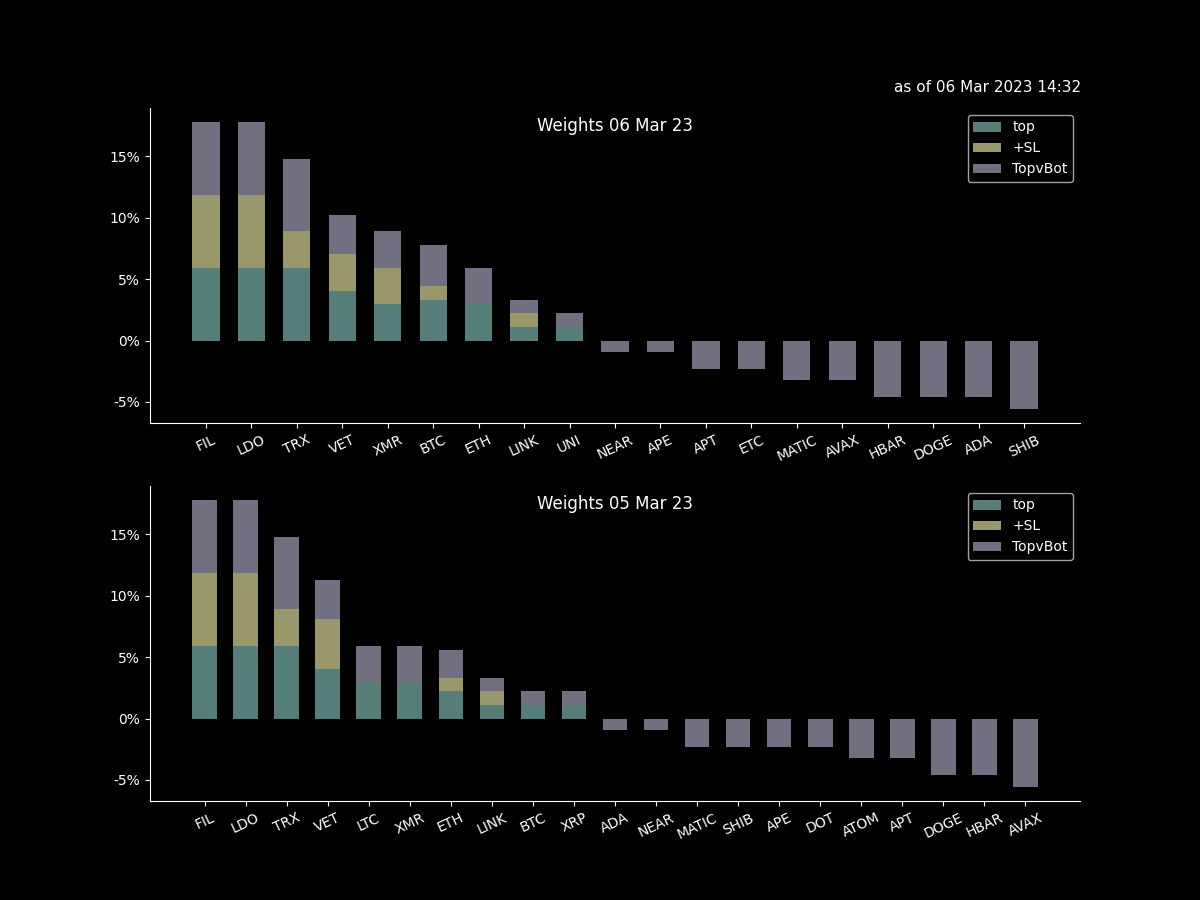 as of 06 Mar 2023 14:32
Weights 06 Mar 23
top
+SL
TopvBot
15%
10%
5%
0%
-5%
FIL LDO TRX VET XMR BTC ETH LINK UNI NEAR APE APT ETC MATIC AVAX HBAR DOGE ADA SHIB
Weights 05 Mar 23
top
+SL
TopvBot
15%
10%
5%
0%
-5%
FIL LDO TRX VET LTC XMR ETH LINK BTC XRP ADA NEAR MATIC SHIB APE DOT ATOM APT DOGE HBAR AVAX